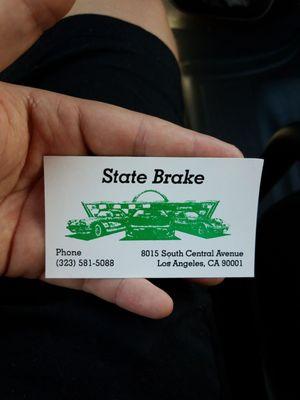 State Brake
Phone
(323) 581-5088
8015 South Central Avenue
Los Angeles, CA 90001